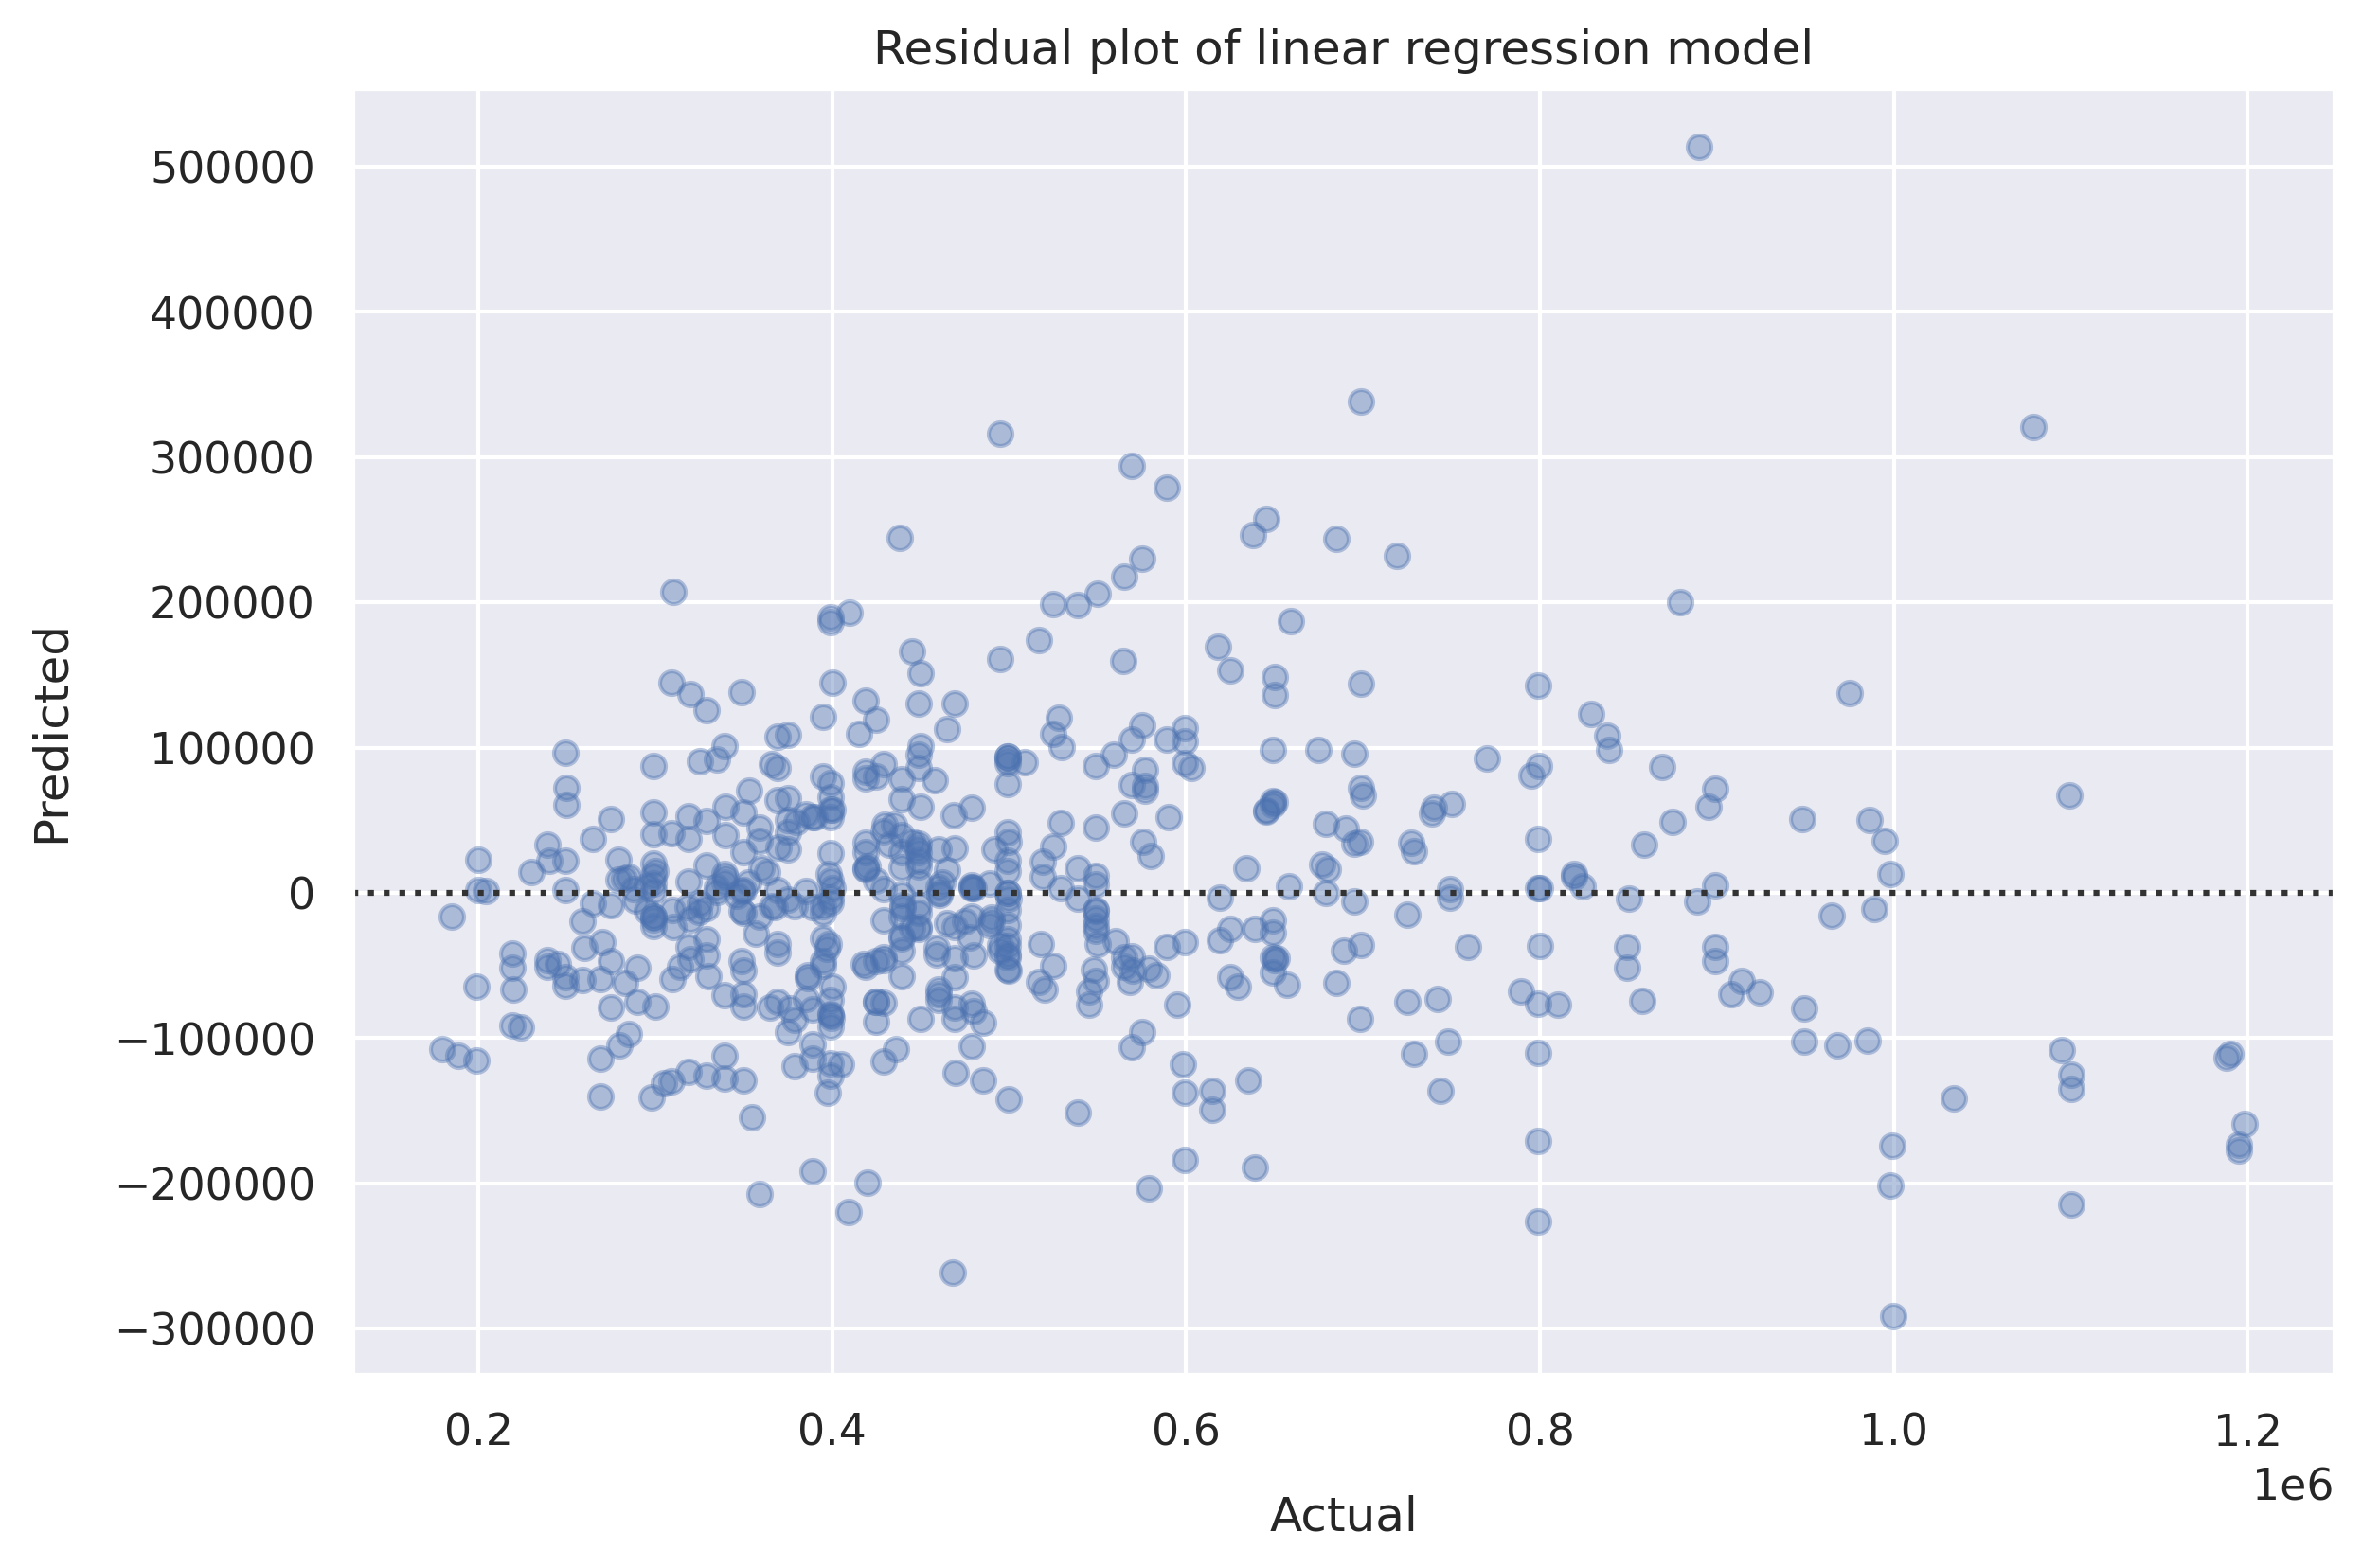 Residual plot of linear regression model
500000
400000
300000
200000
100000
0
−100000
−200000
−300000
Predicted
0.2 0.4 0.6 0.8 1.0 1.2
1e6
Actual